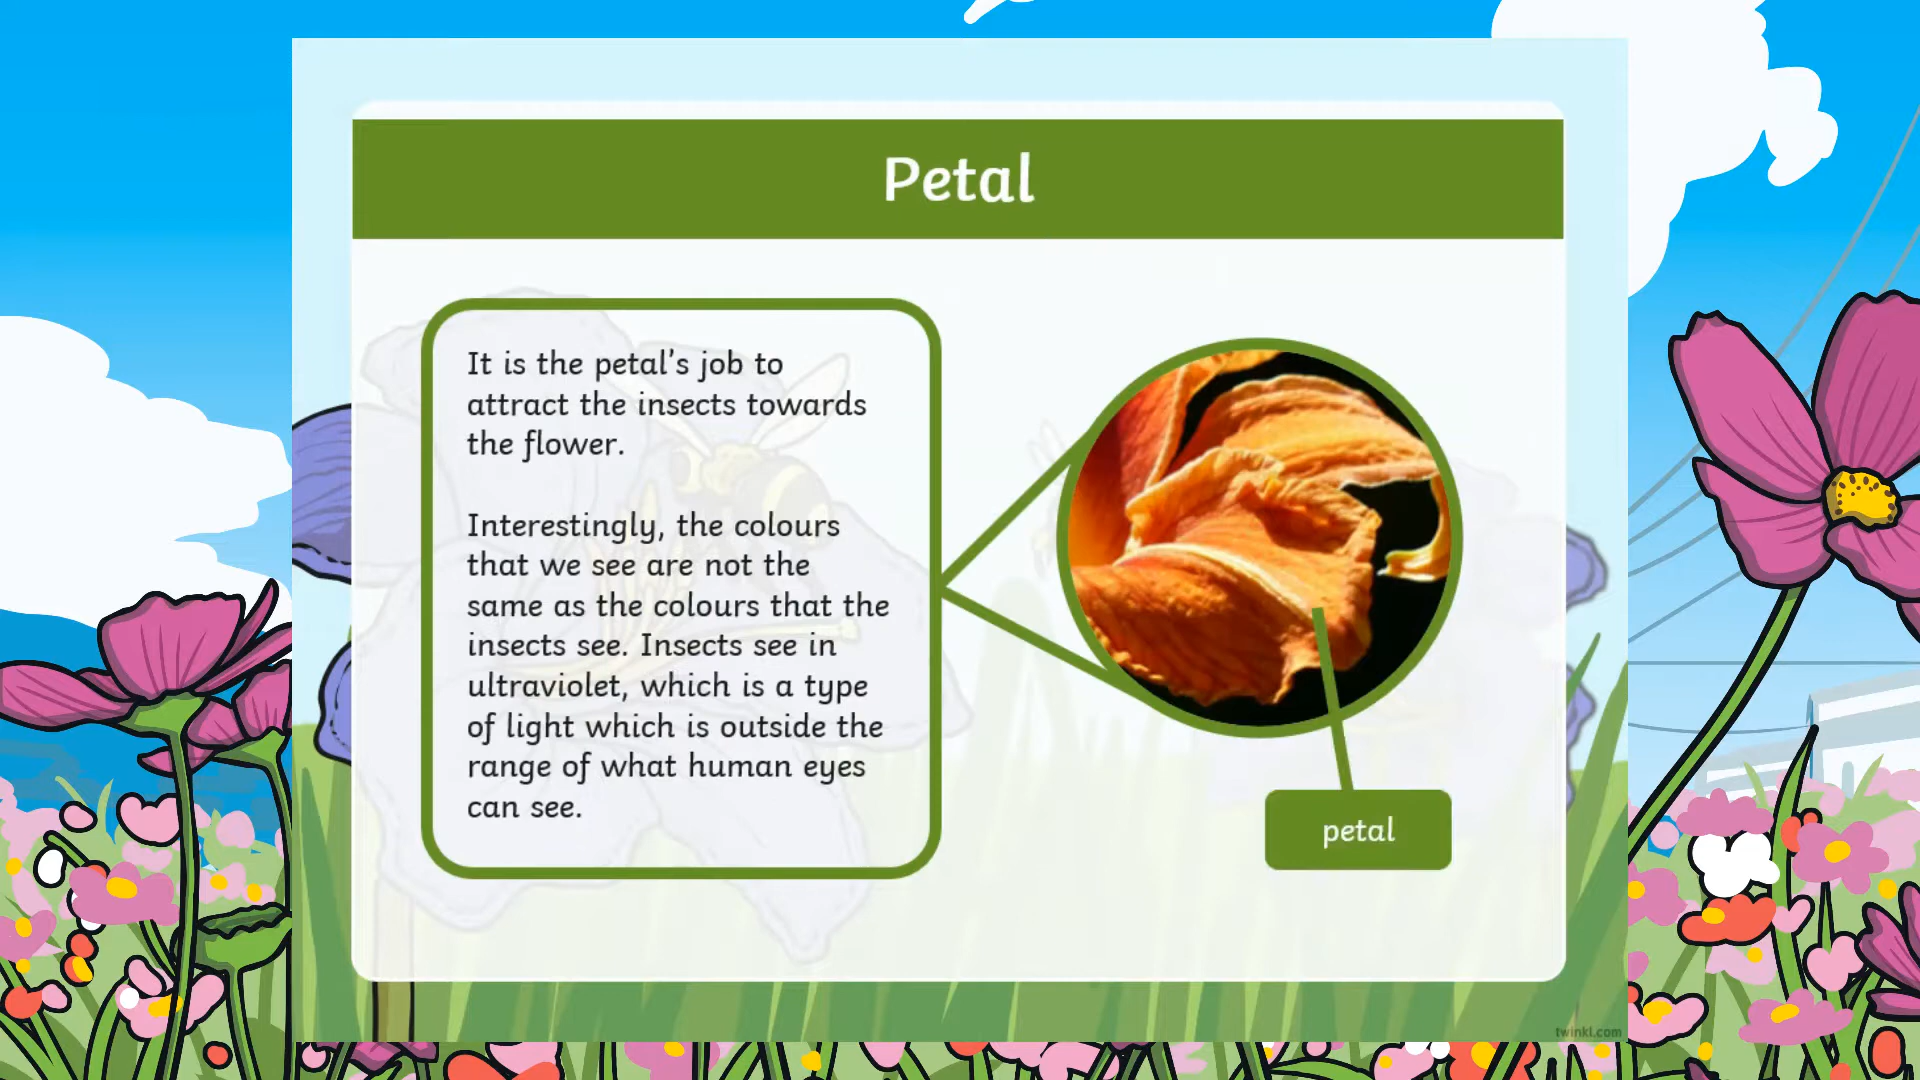 Petal
It is the petal's job to
attract the insects towards
the flower.
Interestingly, the colours
that we see are not the
same as the colours that the
insects see. Insects see in
ultraviolet, which is a type
of light which is outside the
range of what human eyes
can see.
petal
twinkl.com